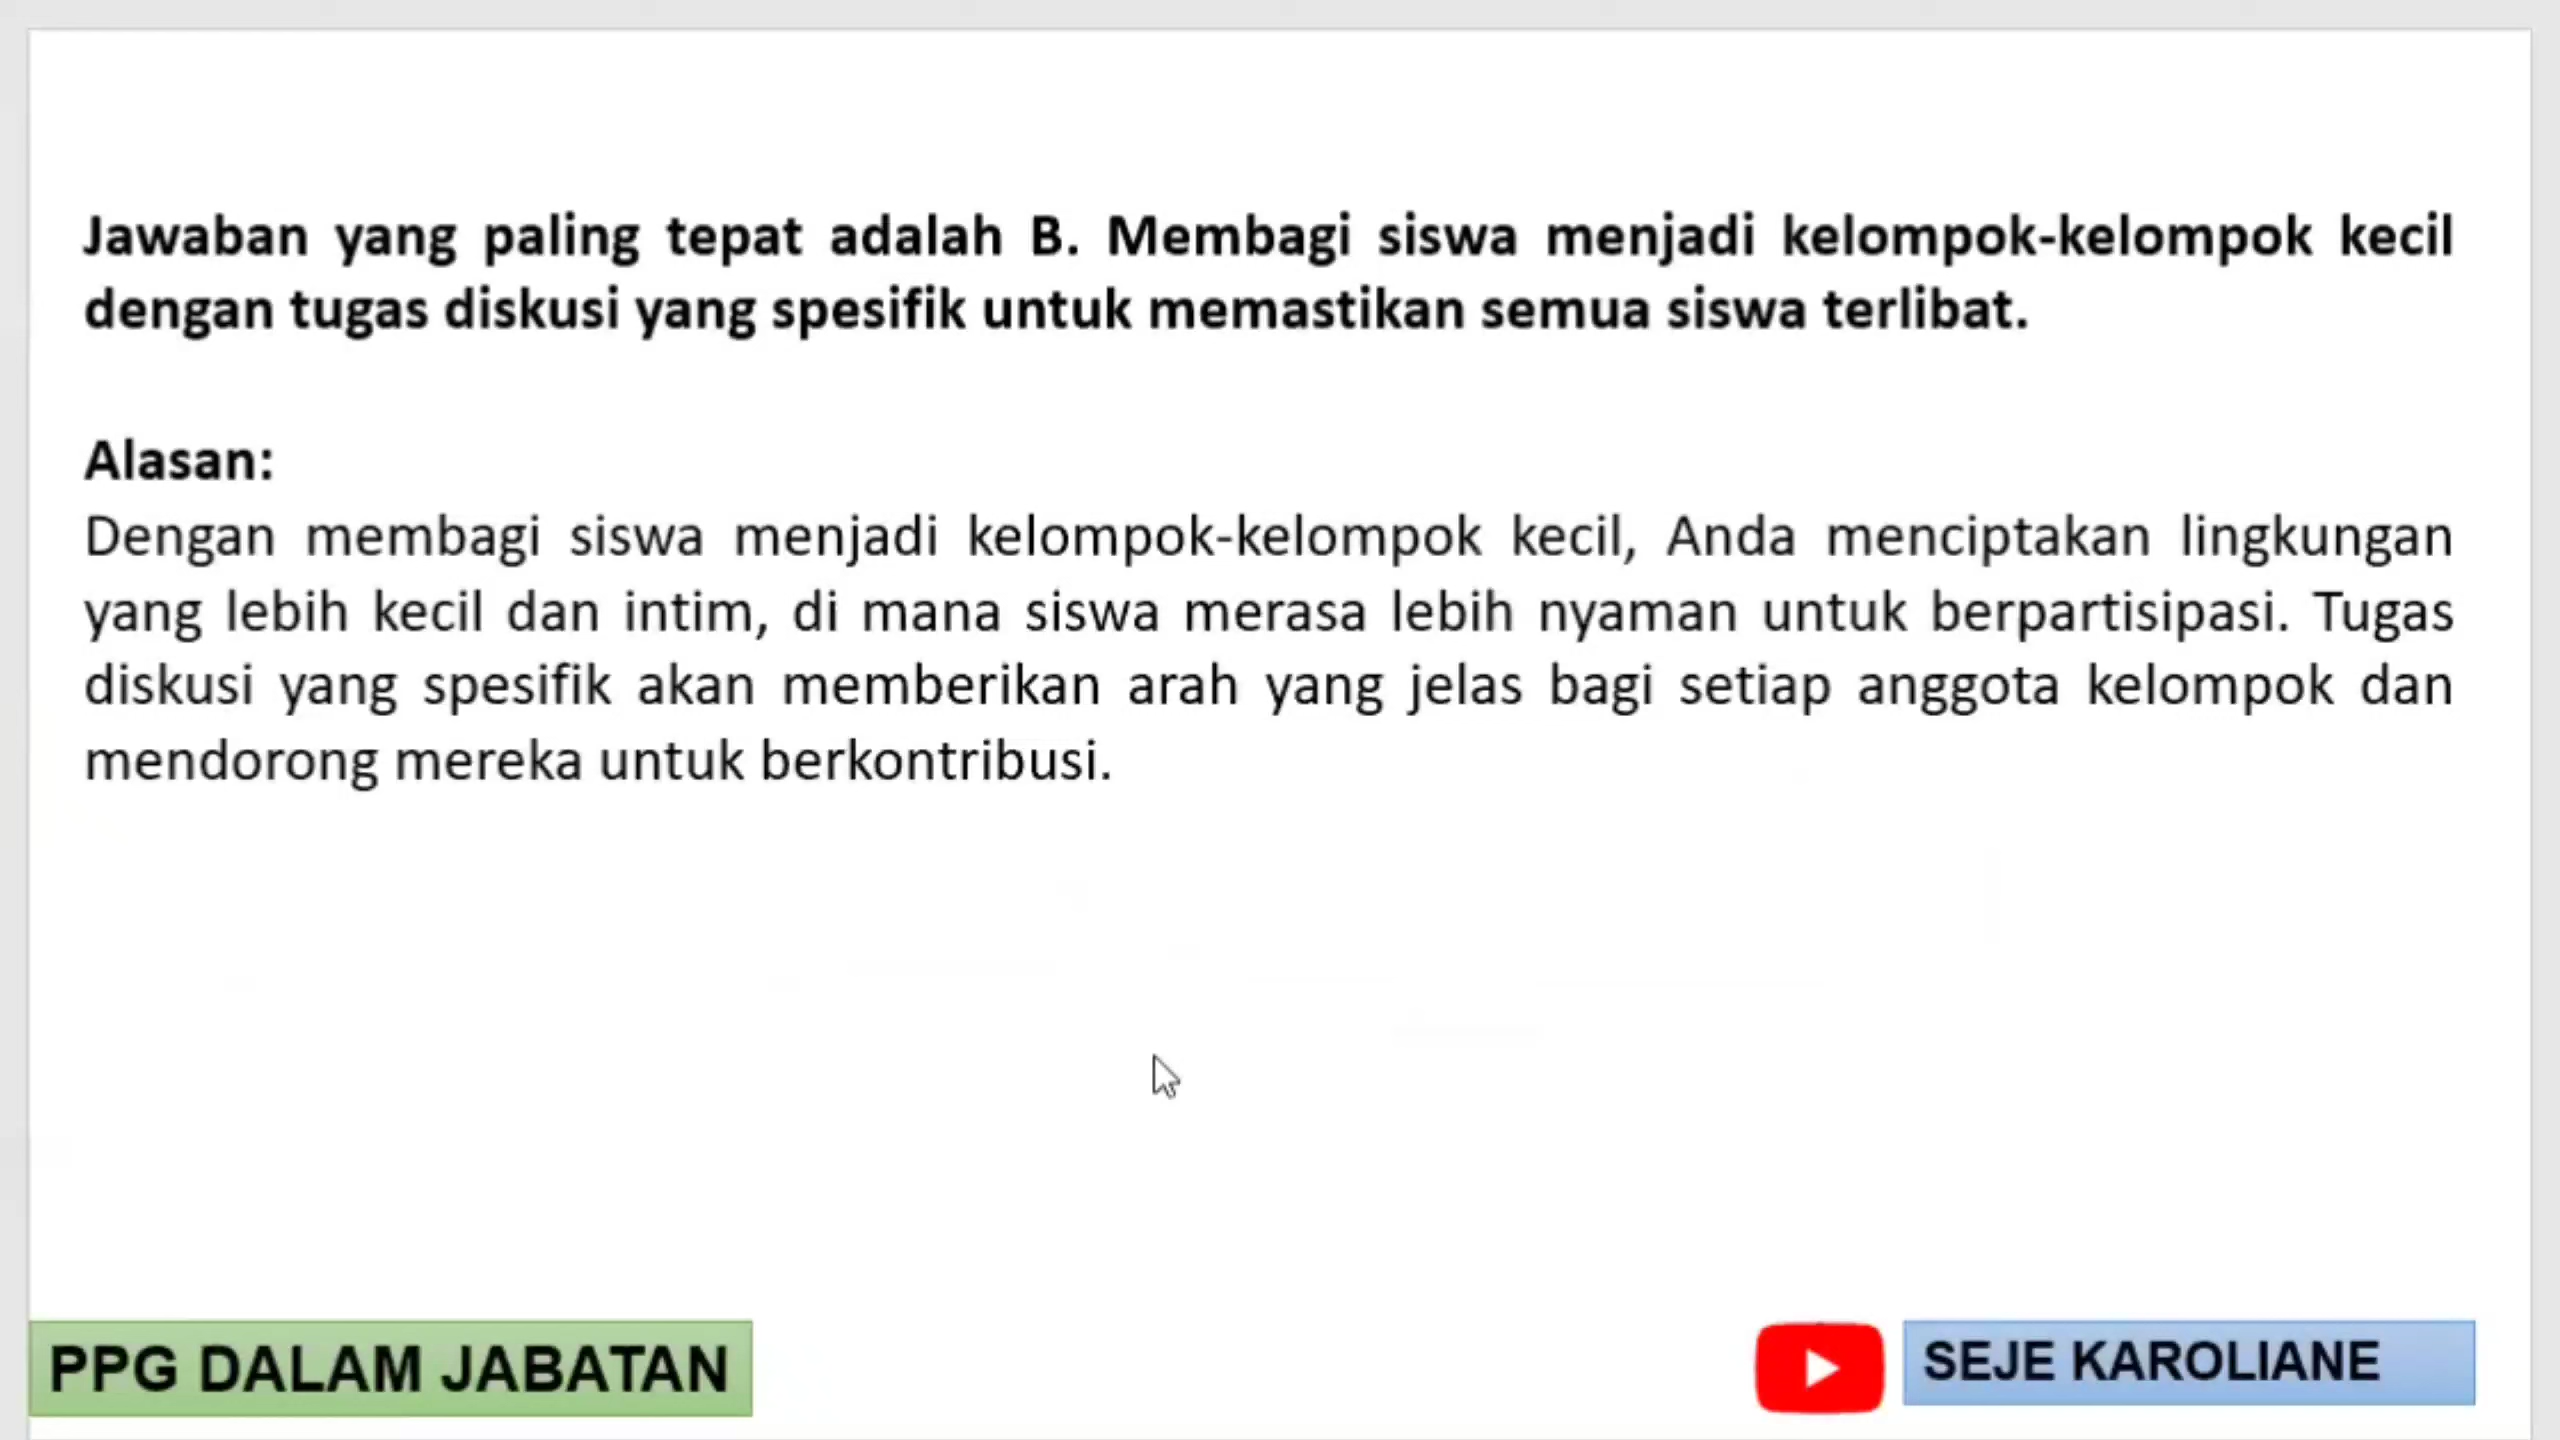 Jawaban yang paling tepat adalah B. Membagi siswa menjadi kelompok-kelompok kecil
dengan tugas diskusi yang spesifik untuk memastikan semua siswa terlibat.
Alasan:
Dengan membagi siswa menjadi kelompok-kelompok kecil, Anda menciptakan lingkungan
yang lebih kecil dan intim, di mana siswa merasa lebih nyaman untuk berpartisipasi. Tugas
diskusi yang spesifik akan memberikan arah yang jelas bagi setiap anggota kelompok dan
mendorong mereka untuk berkontribusi.
PPG DALAM JABATAN
SEJE KAROLIANE